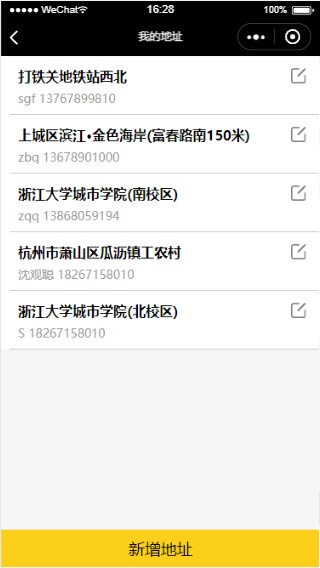 ●●●●● WeChat 16:28 100%
我的地址
打铁关地铁站西北
sgf 13767899810
上城区滨江•金色海岸(富春路南150米)
zbq 13678901000
浙江大学城市学院(南校区)
zqq 13868059194
杭州市萧山区瓜沥镇工农村
沈观聪 18267158010
浙江大学城市学院(北校区)
S 18267158010
新增地址